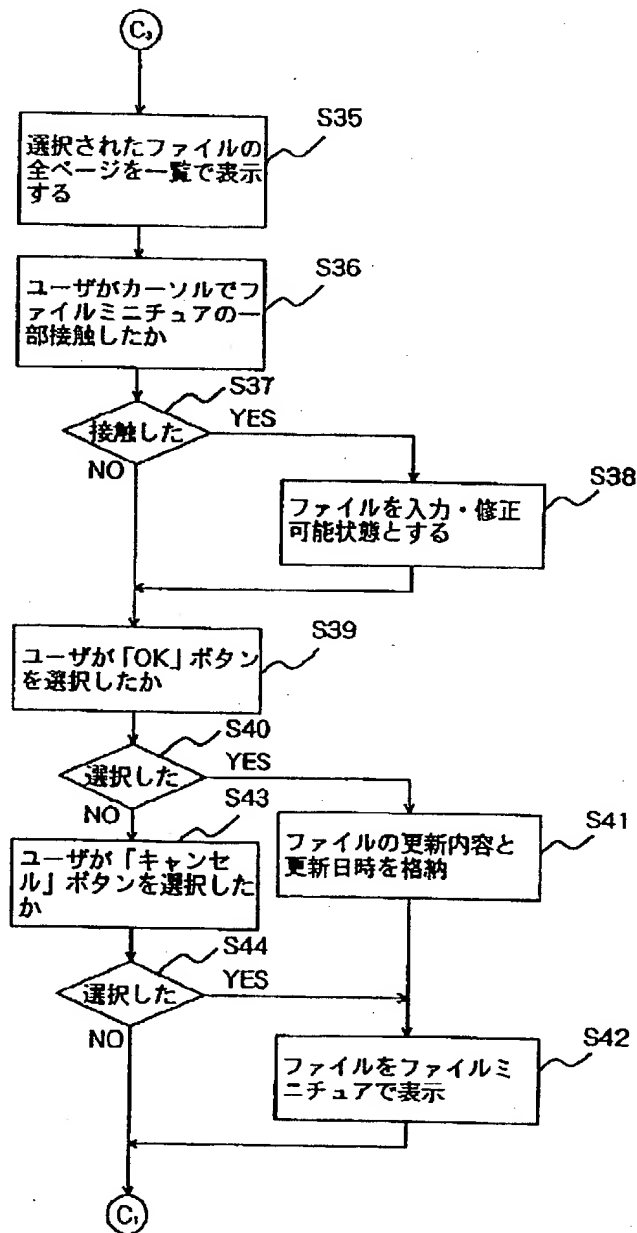 C₃
S35
選択されたファイルの
全ページを一覧で表示
する
S36
ユーザがカーソルでフ
ァイルミニチュアの一
部接触したか
S37
接触した
YES
NO
S38
ファイルを入力・修正
可能状態とする
S39
ユーザが「OK」ボタン
を選択したか
S40
選択した
YES
NO
S41
ファイルの更新内容と
更新日時を格納
S43
ユーザが「キャンセ
ル」ボタンを選択した
か
S44
選択した
YES
NO
S42
ファイルをファイルミ
ニチュアで表示
C₁